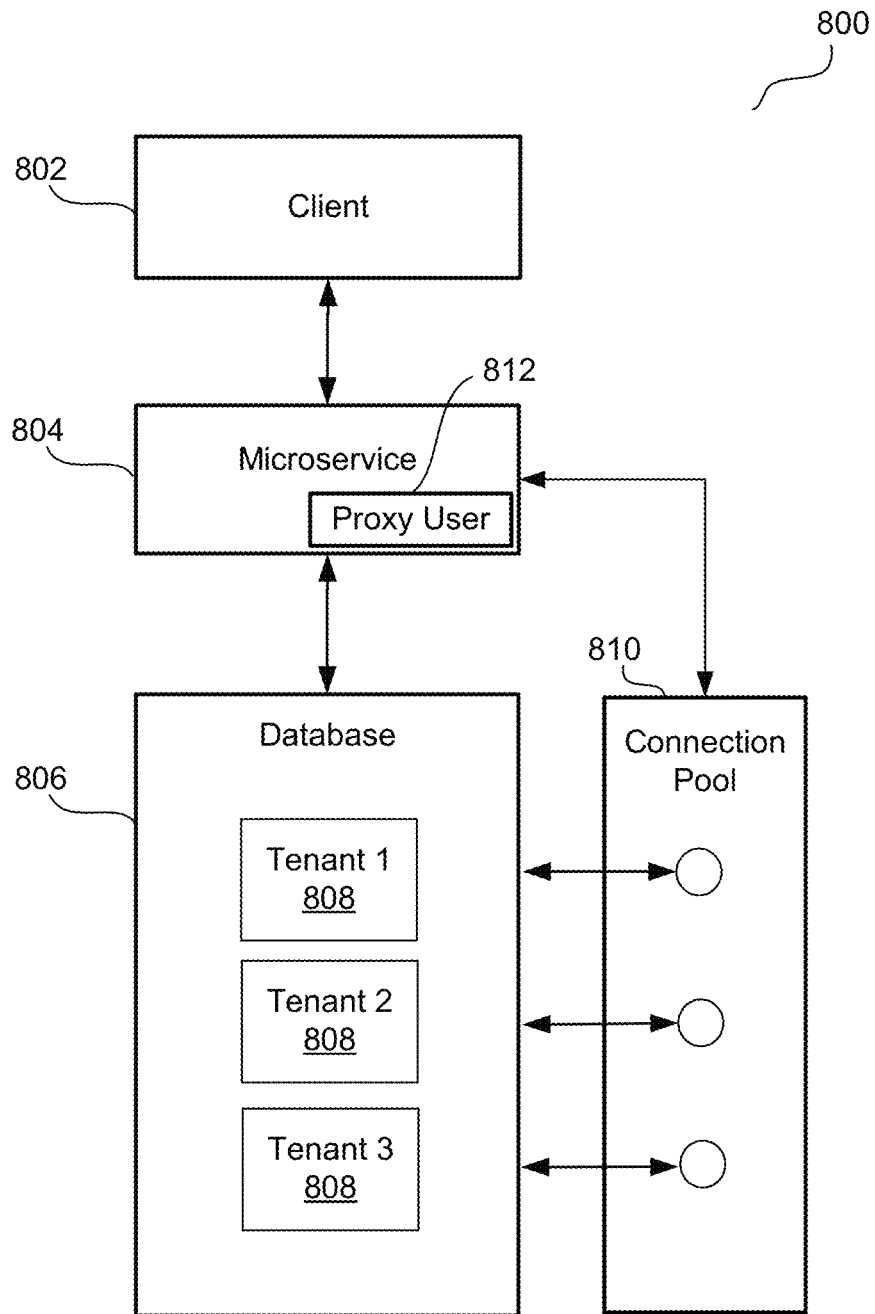 800
802
Client
812
804
Microservice
Proxy User
810
Database
Connection
Pool
806
Tenant 1
808
Tenant 2
808
Tenant 3
808